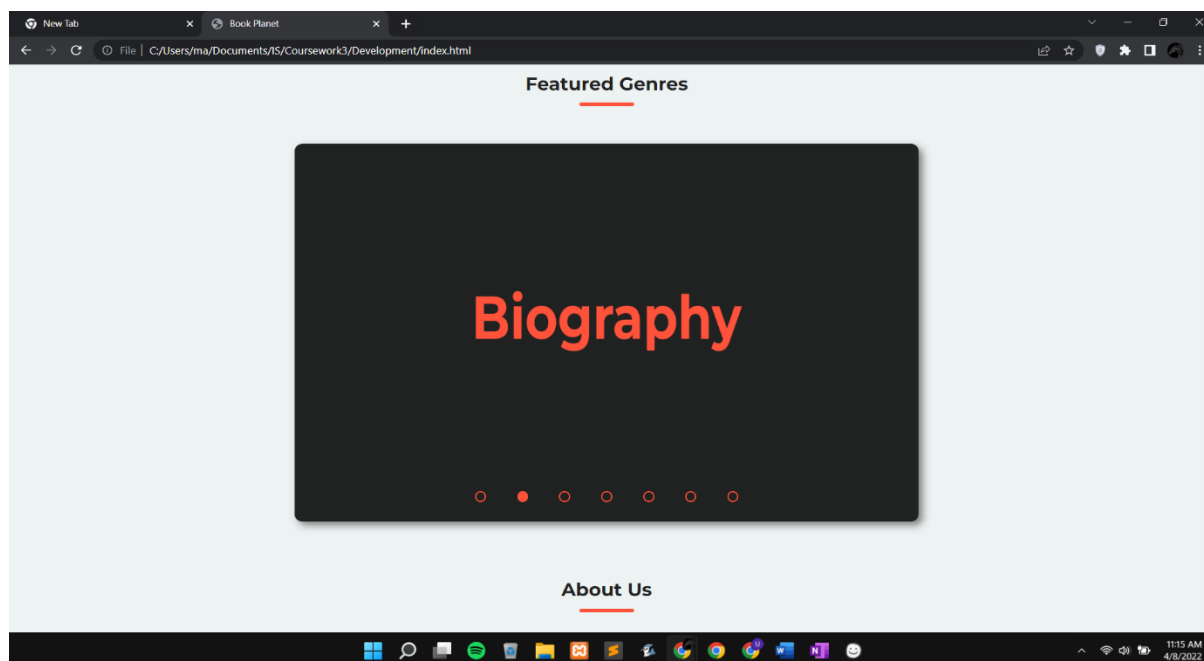 New Tab
Book Planet
File | C:/Users/ma/Documents/IS/Coursework3/Development/index.html
Featured Genres
Biography
About Us
11:15 AM
4/8/2022